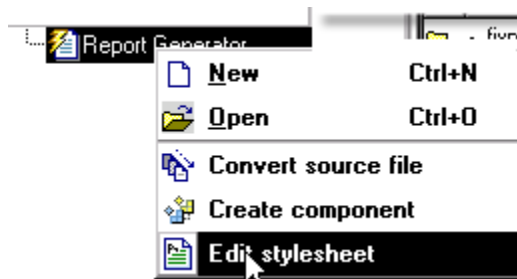 Report Generator
New Ctrl+N
Open Ctrl+O
Convert source file
Create component
Edit stylesheet